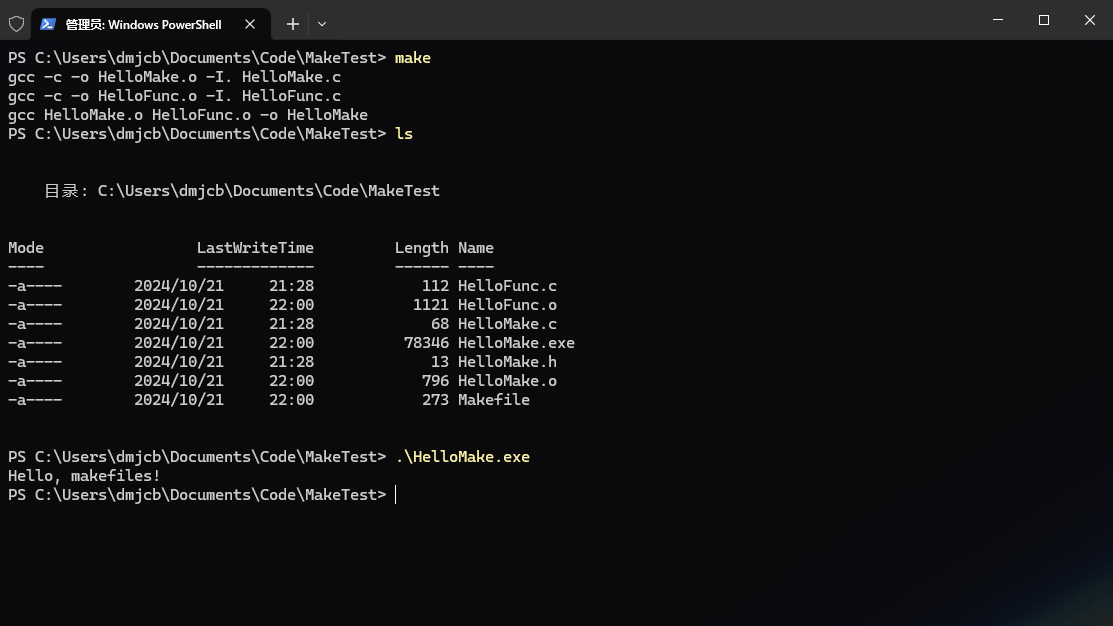 管理员: Windows PowerShell
PS C:\Users\dmjcb\Documents\Code\MakeTest> make
gcc -c -o HelloMake.o -I. HelloMake.c
gcc -c -o HelloFunc.o -I. HelloFunc.c
gcc HelloMake.o HelloFunc.o -o HelloMake
PS C:\Users\dmjcb\Documents\Code\MakeTest> ls
目录: C:\Users\dmjcb\Documents\Code\MakeTest
Mode                 LastWriteTime         Length Name
----                 -------------         ------ ----
-a----        2024/10/21     21:28            112 HelloFunc.c
-a----        2024/10/21     22:00           1121 HelloFunc.o
-a----        2024/10/21     21:28             68 HelloMake.c
-a----        2024/10/21     22:00          78346 HelloMake.exe
-a----        2024/10/21     21:28             13 HelloMake.h
-a----        2024/10/21     22:00            796 HelloMake.o
-a----        2024/10/21     22:00            273 Makefile
PS C:\Users\dmjcb\Documents\Code\MakeTest> .\HelloMake.exe
Hello, makefiles!
PS C:\Users\dmjcb\Documents\Code\MakeTest>